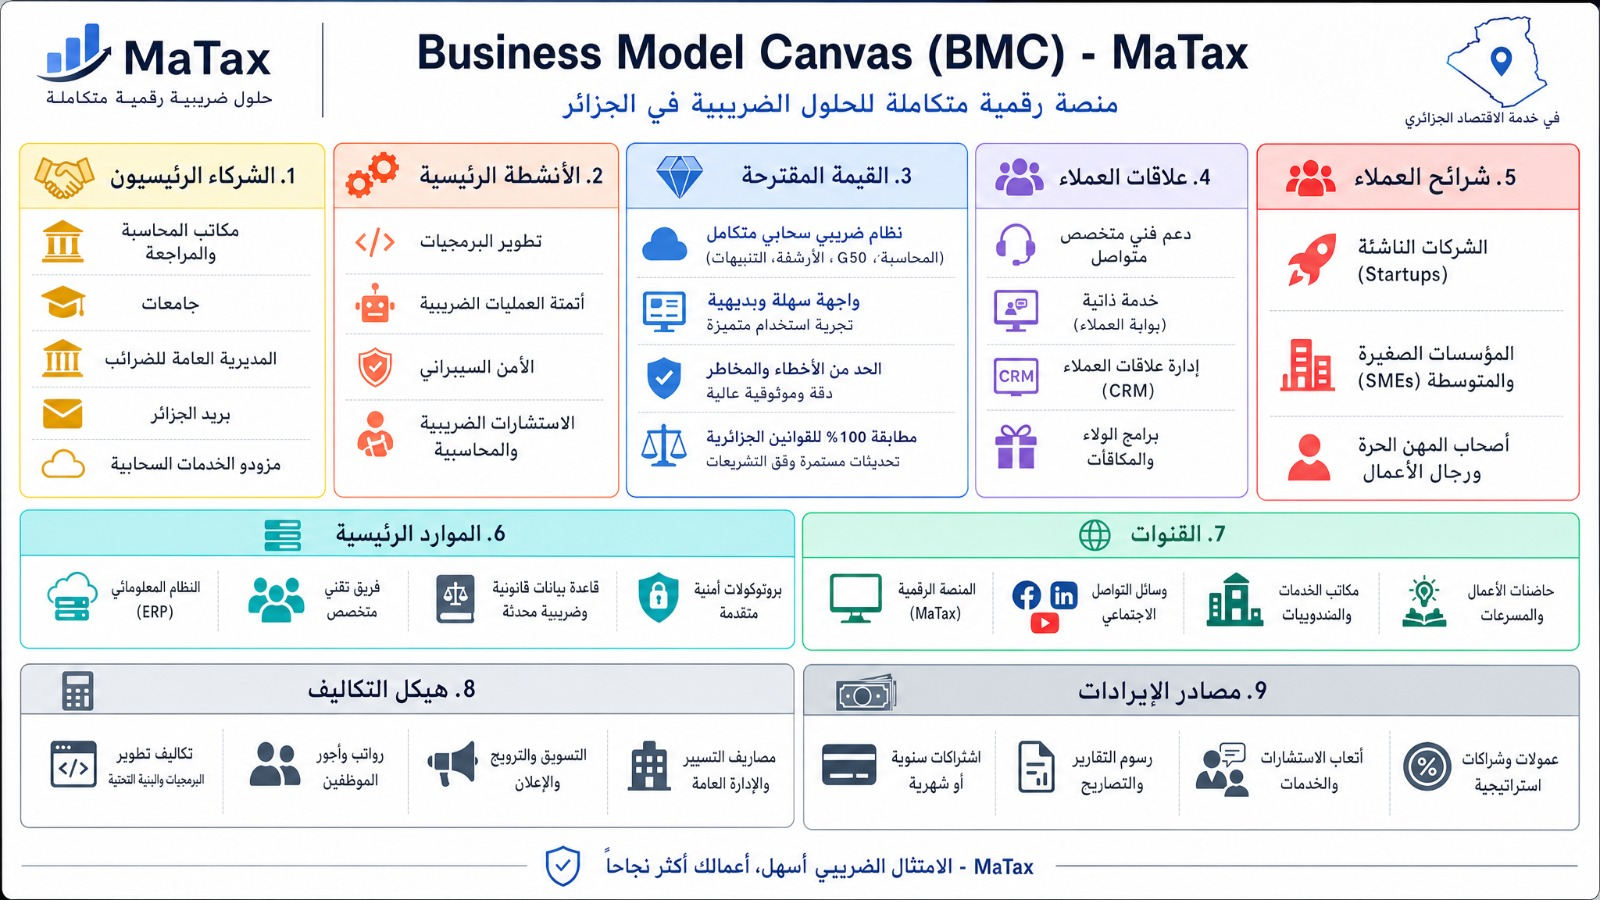 MaTax
حلول ضريبية رقمية متكاملة
Business Model Canvas (BMC) - MaTax
منصة رقمية متكاملة للحلول الضريبية في الجزائر
في خدمة الاقتصاد الجزائري
1. الشركاء الرئيسيون
مكاتب المحاسبة
والمراجعة
جامعات
المديرية العامة للضرائب
بريد الجزائر
مزودو الخدمات السحابية
2. الأنشطة الرئيسية
تطوير البرمجيات
أتمتة العمليات الضريبية
الأمن السيبراني
الاستشارات الضريبية
والمحاسبية
3. القيمة المقترحة
نظام ضريبي سحابي متكامل
(المحاسبة، G50، الأرشفة، التنبيهات)
واجهة سهلة وبديهية
تجربة استخدام متميزة
الحد من الأخطاء والمخاطر
دقة وموثوقية عالية
مطابقة 100% للقوانين الجزائرية
تحديثات مستمرة وفق التشريعات
4. علاقات العملاء
دعم فني متخصص
متواصل
خدمة ذاتية
(بوابة العملاء)
CRM
إدارة علاقات العملاء
(CRM)
برامج الولاء
والمكافآت
5. شرائح العملاء
الشركات الناشئة
(Startups)
المؤسسات الصغيرة
والمتوسطة (SMEs)
أصحاب المهن الحرة
ورجال الأعمال
6. الموارد الرئيسية
النظام المعلوماتي
(ERP)
فريق تقني
متخصص
قاعدة بيانات قانونية
وضريبية محدثة
بروتوكولات أمنية
متقدمة
7. القنوات
المنصة الرقمية
(MaTax)
وسائل التواصل
الاجتماعي
مكاتب الخدمات
والمندوبيات
حاضنات الأعمال
والمسرعات
8. هيكل التكاليف
تكاليف تطوير
البرمجيات والبنية التحتية
رواتب وأجور
الموظفين
التسويق والترويج
والإعلان
مصاريف التسيير
والإدارة العامة
9. مصادر الإيرادات
اشتراكات سنوية
أو شهرية
رسوم التقارير
والتصاريح
أتعاب الاستشارات
والخدمات
عمولات وشراكات
استراتيجية
MaTax - الامتثال الضريبي أسهل، أعمالك أكثر نجاحاً